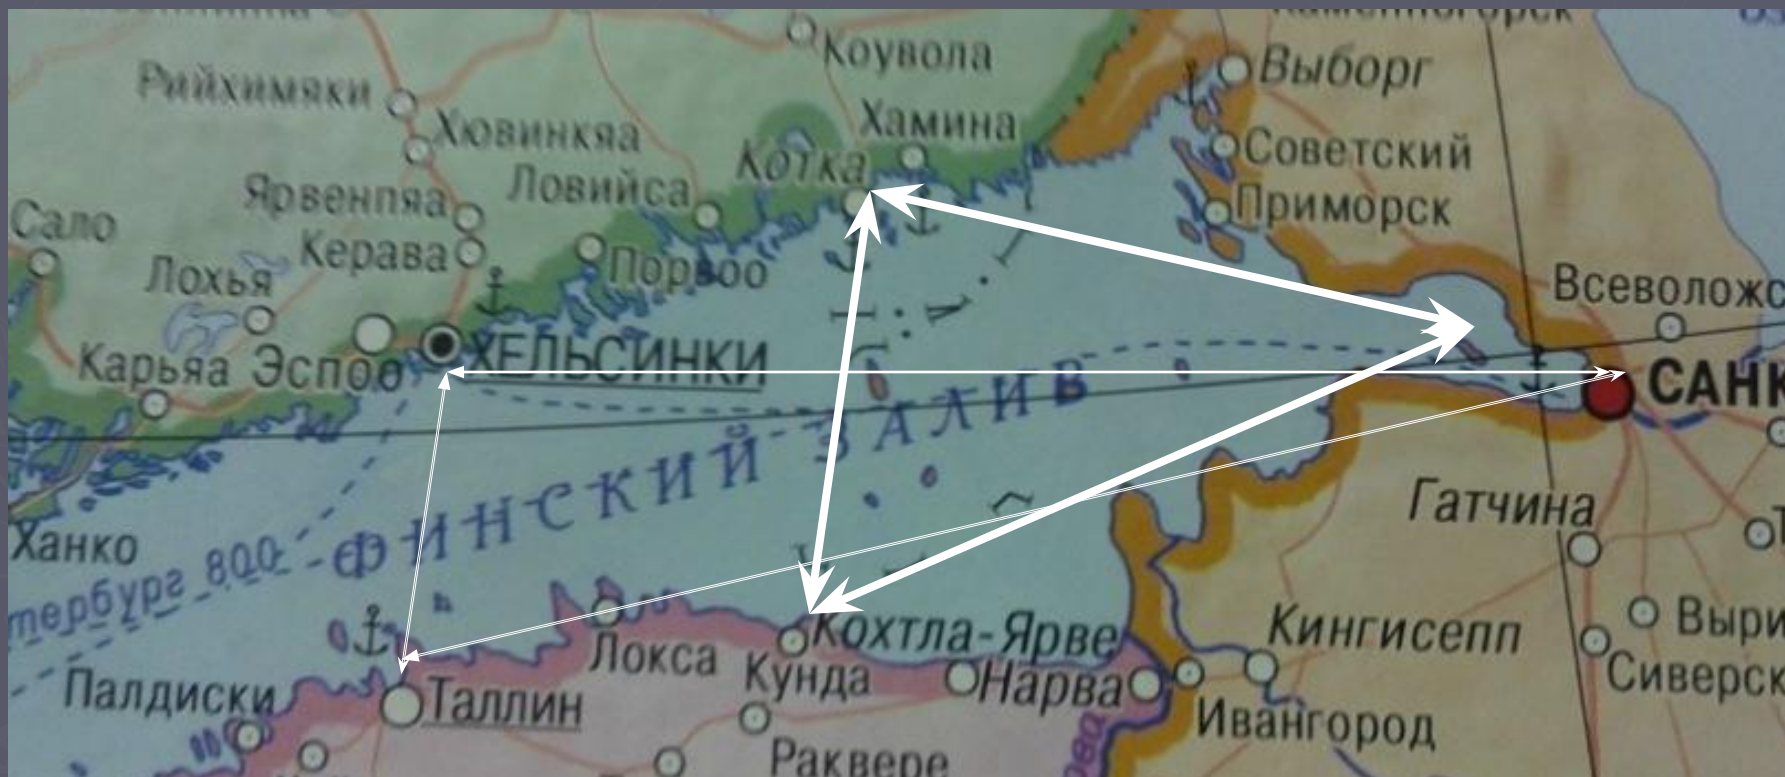 Каменногорск
Коувола
Выборг
Рийхимяки
Хювинкяа
Хамина
Котка
Советский
Ловийса
Ярвенпяа
Приморск
Сало
Керава
Порвоо
Лохья
Всеволожс
ХЕЛЬСИНКИ
Карьяа
Эспоо
САНК
ФИНСКИЙ ЗАЛИВ
Гатчина
Ханко
тербург 800
Кохтла-Ярве
Кингисепп
Выри
Локса
Кунда
Нарва
Сиверск
Палдиски
Таллин
Ивангород
Раквере